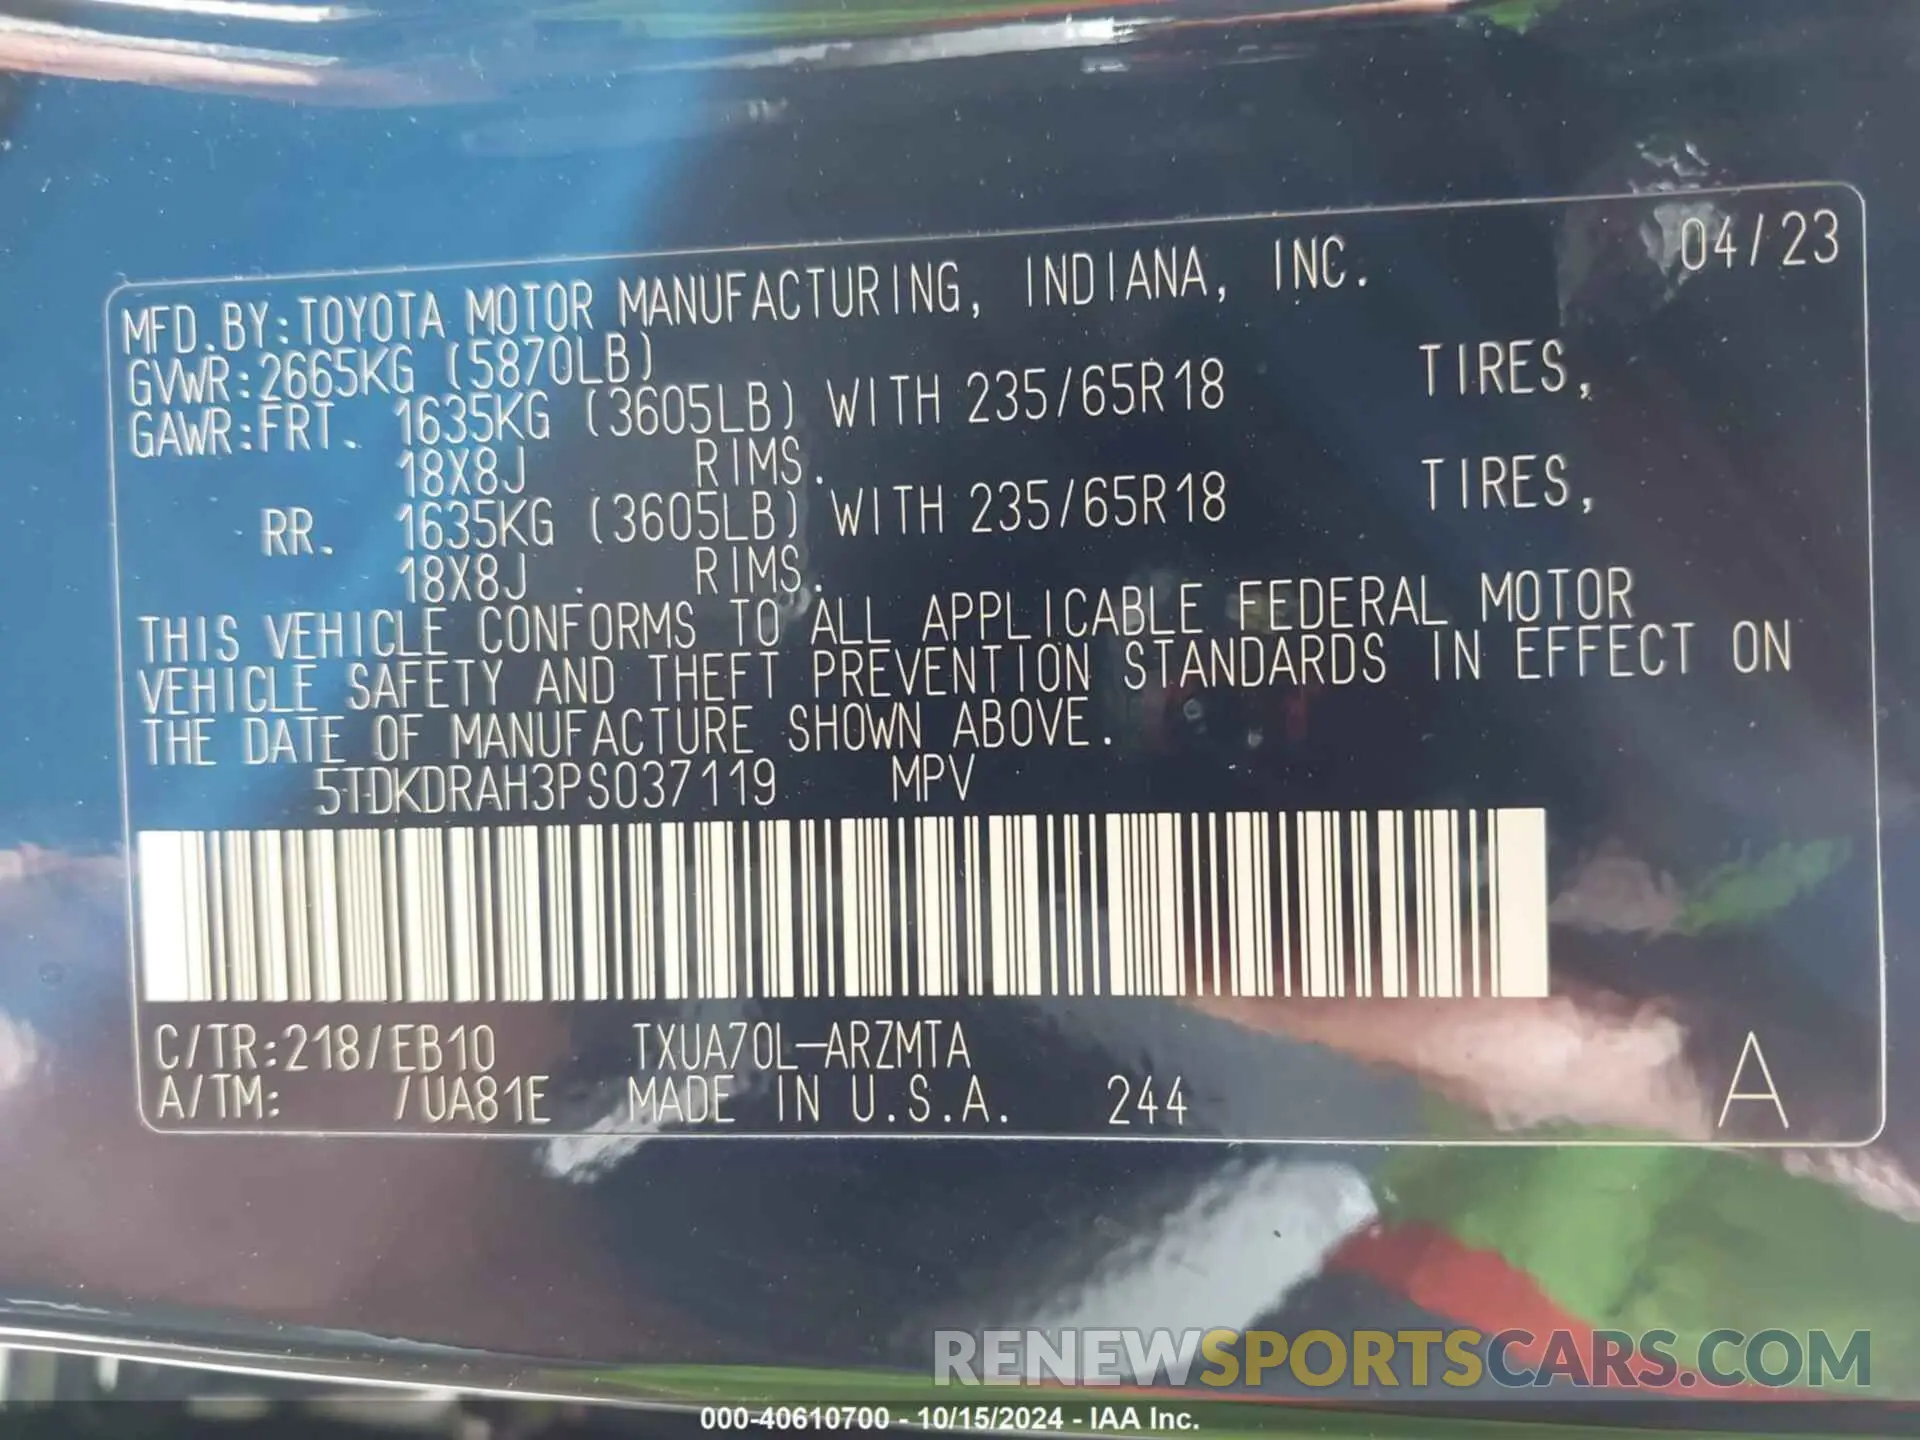 04/23
MFD.BY:TOYOTA MOTOR MANUFACTURING, INDIANA, INC.
GVWR:2665KG (5870LB)
GAWR:FRT. 1635KG (3605LB) WITH 235/65R18 TIRES,
18X8J RIMS.
RR. 1635KG (3605LB) WITH 235/65R18 TIRES,
18X8J RIMS.
THIS VEHICLE CONFORMS TO ALL APPLICABLE FEDERAL MOTOR
VEHICLE SAFETY AND THEFT PREVENTION STANDARDS IN EFFECT ON
THE DATE OF MANUFACTURE SHOWN ABOVE.
5TDKDRAH3PS037119 MPV
C/TR:218/EB10 TXUA70L-ARZMTA
A/TM: /UA81E MADE IN U.S.A. 244 A
RENEWSPORTSCARS.COM
000-40610700 - 10/15/2024 - IAA Inc.